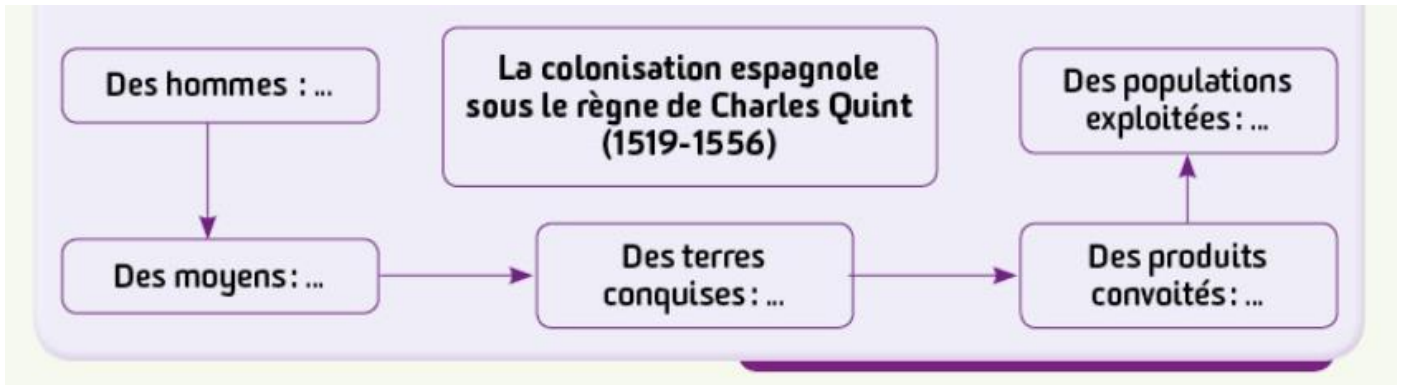 Des hommes : ...
La colonisation espagnole
sous le règne de Charles Quint
(1519-1556)
Des populations
exploitées : ...
Des moyens : ...
Des terres
conquises : ...
Des produits
convoités : ...